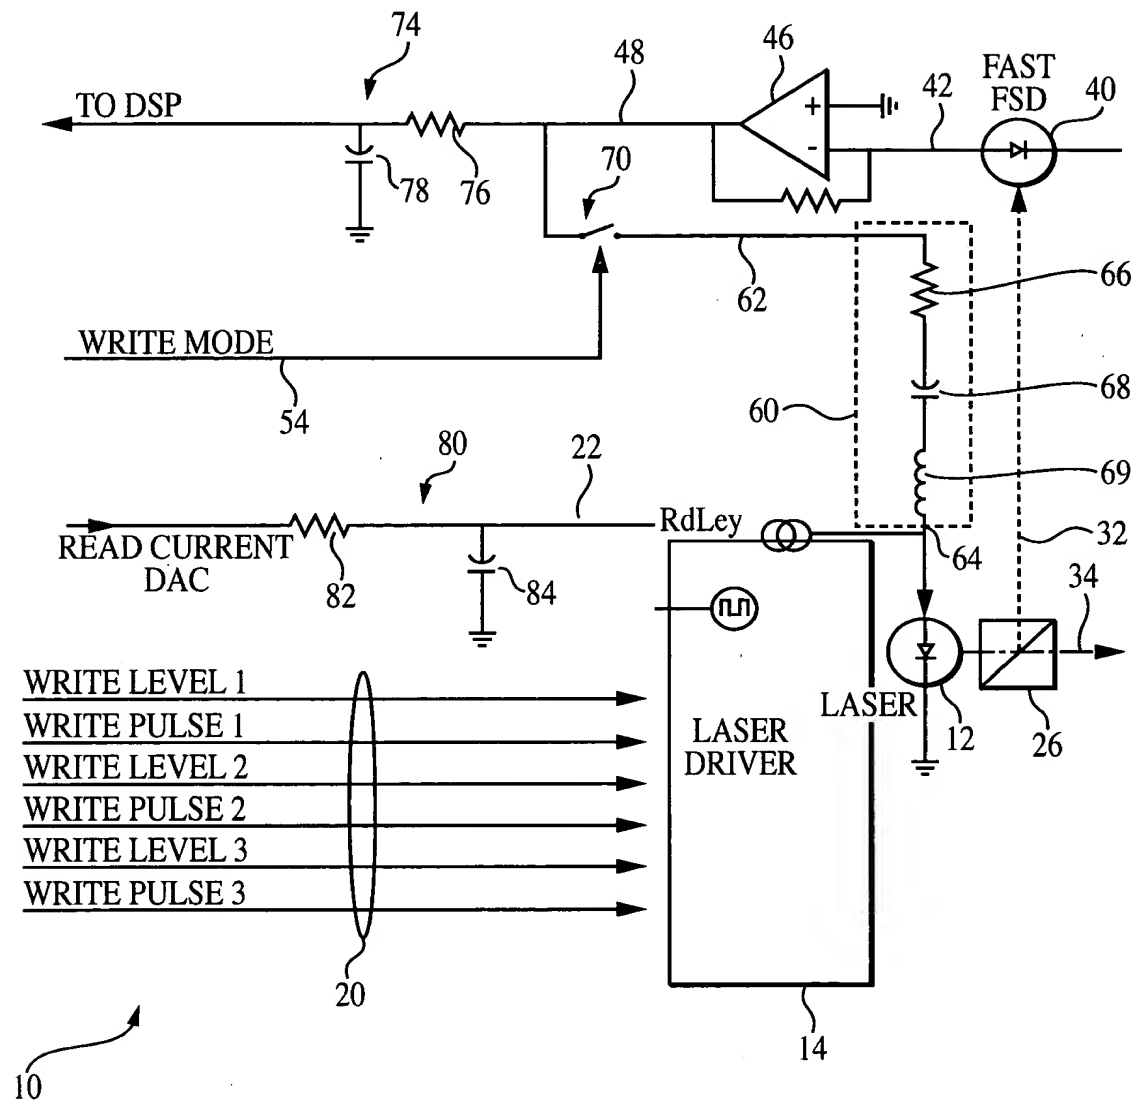 74
46
48
FAST
FSD
40
42
TO DSP
+
-
78
76
70
66
62
WRITE MODE
54
60
68
69
80
22
READ CURRENT
DAC
82
84
RdLey
64
32
34
LASER
12
26
WRITE LEVEL 1
WRITE PULSE 1
WRITE LEVEL 2
WRITE PULSE 2
WRITE LEVEL 3
WRITE PULSE 3
LASER
DRIVER
20
14
10